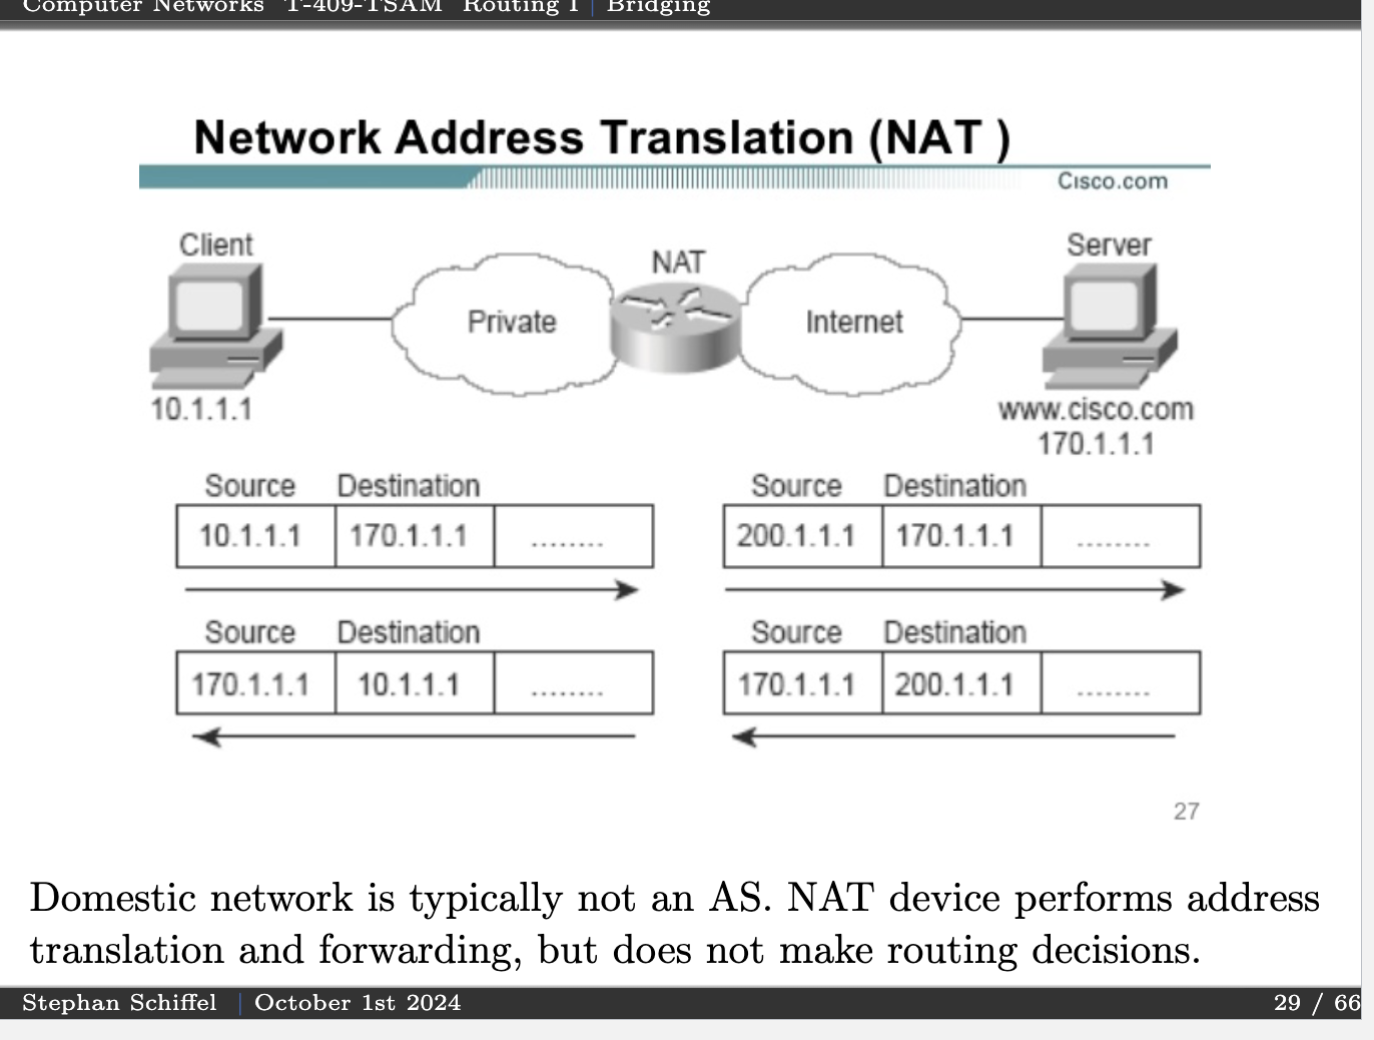 Computer Networks T-409-TSAM Routing I | Bridging
Network Address Translation (NAT )
Cisco.com
Client
NAT
Server
Private
Internet
10.1.1.1
www.cisco.com
170.1.1.1
Source Destination
Source Destination
10.1.1.1 170.1.1.1 ........
200.1.1.1 170.1.1.1 ........
Source Destination
Source Destination
170.1.1.1 10.1.1.1 ........
170.1.1.1 200.1.1.1 ........
27
Domestic network is typically not an AS. NAT device performs address
translation and forwarding, but does not make routing decisions.
Stephan Schiffel | October 1st 2024 29 / 66